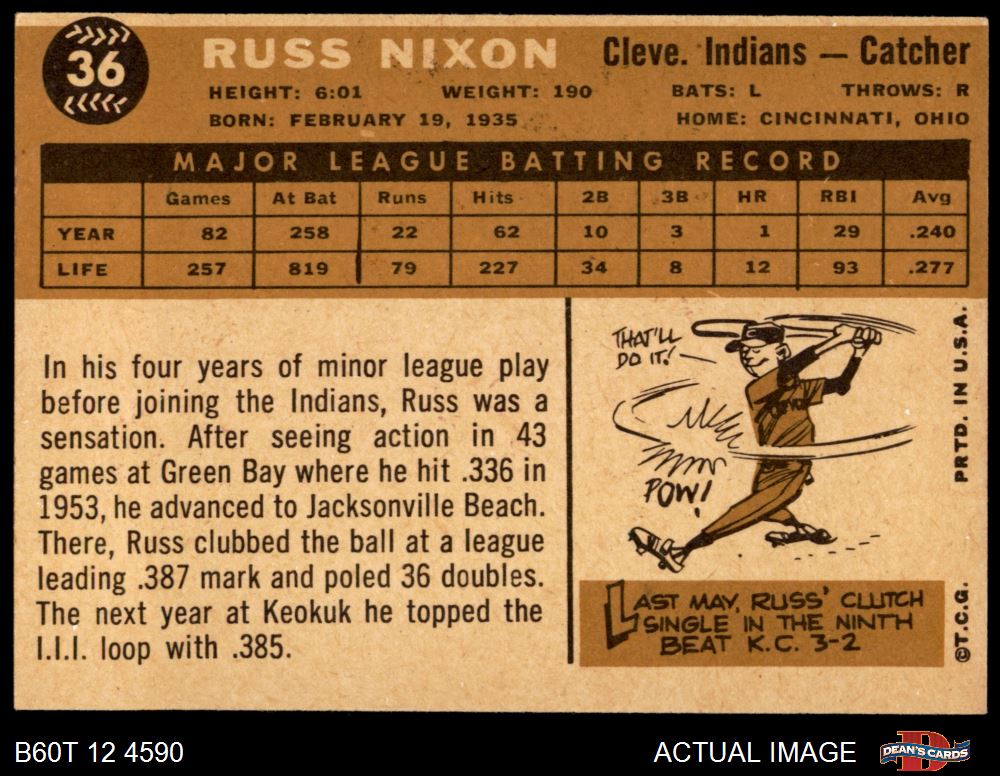 36
RUSS NIXON
Cleve. Indians — Catcher
HEIGHT: 6:01 WEIGHT: 190 BATS: L THROWS: R
BORN: FEBRUARY 19, 1935 HOME: CINCINNATI, OHIO
MAJOR LEAGUE BATTING RECORD
Games At Bat Runs Hits 2B 3B HR RBI Avg
YEAR 82 258 22 62 10 3 1 29 .240
LIFE 257 819 79 227 34 8 12 93 .277
In his four years of minor league play
before joining the Indians, Russ was a
sensation. After seeing action in 43
games at Green Bay where he hit .336 in
1953, he advanced to Jacksonville Beach.
There, Russ clubbed the ball at a league
leading .387 mark and poled 36 doubles.
The next year at Keokuk he topped the
I.I.I. loop with .385.
THAT'LL
DO IT!
POW!
LAST MAY, RUSS' CLUTCH
SINGLE IN THE NINTH
BEAT K.C. 3-2
PRTD. IN U.S.A.
©T.C.G.
B60T 12 4590
ACTUAL IMAGE
DEAN'S CARDS